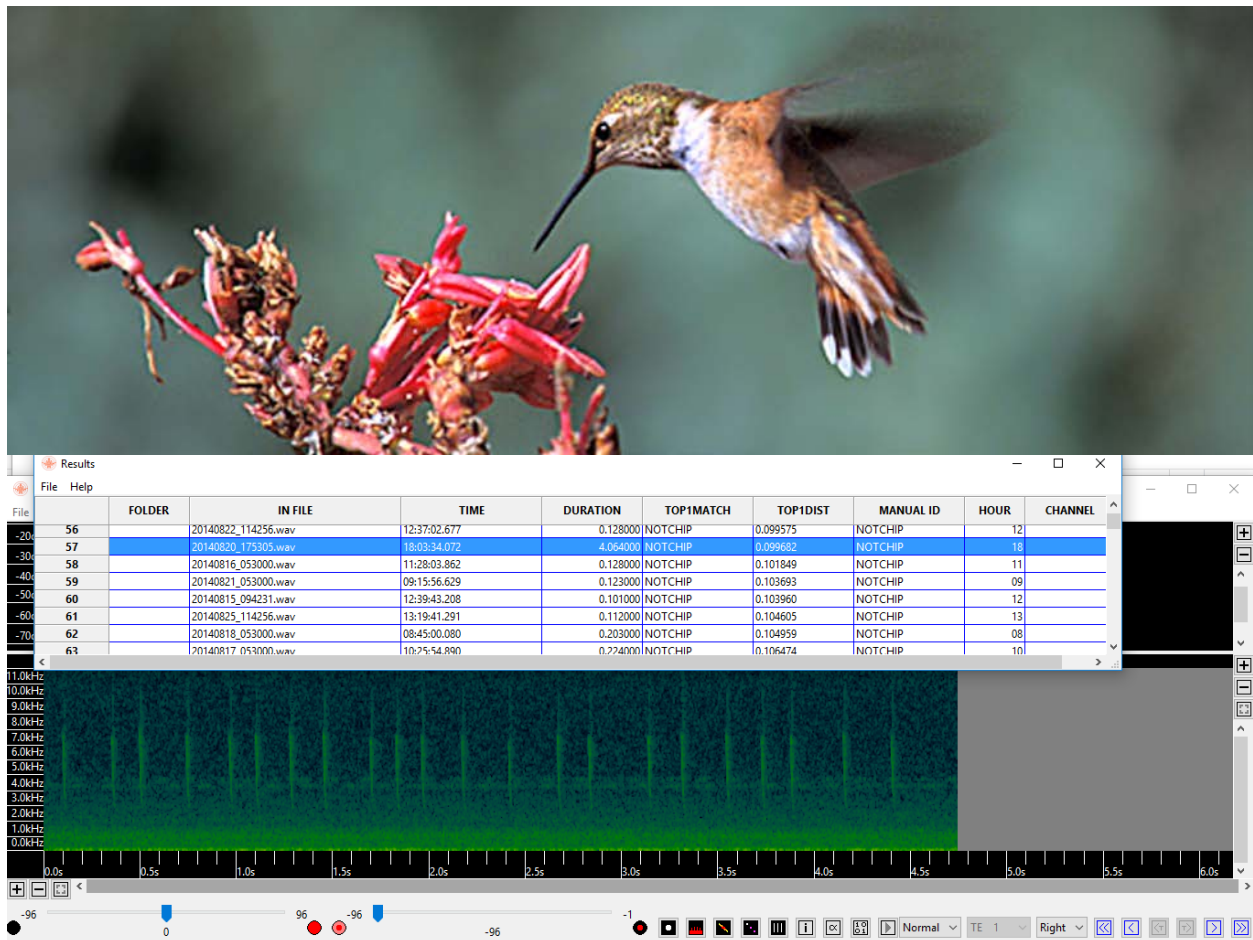 Results
File Help
FOLDER IN FILE TIME DURATION TOP1MATCH TOP1DIST MANUAL ID HOUR CHANNEL
File
56 20140822_114256.wav 12:37:02.677 0.128000 NOTCHIP 0.099575 NOTCHIP 12
57 20140820_175305.wav 18:03:34.072 4.064000 NOTCHIP 0.099682 NOTCHIP 18
58 20140816_053000.wav 11:28:03.862 0.128000 NOTCHIP 0.101849 NOTCHIP 11
59 20140821_053000.wav 09:15:56.629 0.123000 NOTCHIP 0.103693 NOTCHIP 09
60 20140815_094231.wav 12:39:43.208 0.101000 NOTCHIP 0.103960 NOTCHIP 12
61 20140825_114256.wav 13:19:41.291 0.112000 NOTCHIP 0.104605 NOTCHIP 13
62 20140818_053000.wav 08:45:00.080 0.203000 NOTCHIP 0.104959 NOTCHIP 08
63 20140817_053000.wav 10:25:54.890 0.224000 NOTCHIP 0.106474 NOTCHIP 10
-20
-30
-40
-50
-60
-70
11.0kHz
10.0kHz
9.0kHz
8.0kHz
7.0kHz
6.0kHz
5.0kHz
4.0kHz
3.0kHz
2.0kHz
1.0kHz
0.0kHz
0.0s 0.5s 1.0s 1.5s 2.0s 2.5s 3.0s 3.5s 4.0s 4.5s 5.0s 5.5s 6.0s
-96 96 -96 -1
0 -96
Normal TE 1 Right